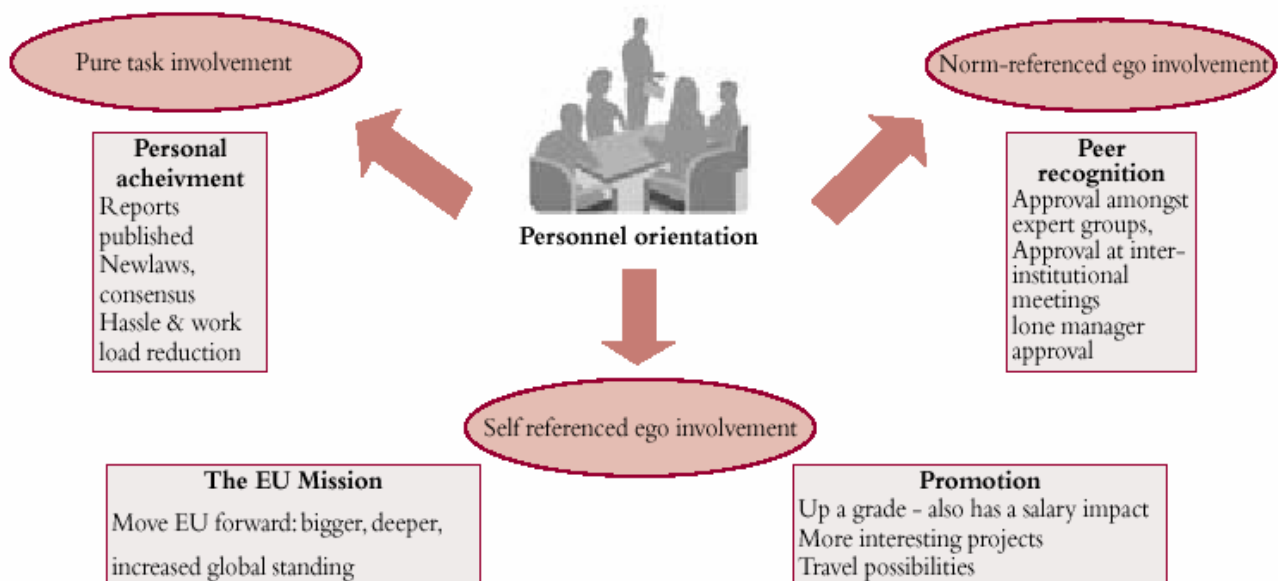 Pure task involvement
Norm-referenced ego involvement
Personal
acheivment
Reports
published
Newlaws,
consensus
Hassle & work
load reduction
Personnel orientation
Peer
recognition
Approval amongst
expert groups,
Approval at inter-
institutional
meetings
lone manager
approval
Self referenced ego involvement
The EU Mission
Move EU forward: bigger, deeper,
increased global standing
Promotion
Up a grade - also has a salary impact
More interesting projects
Travel possibilities